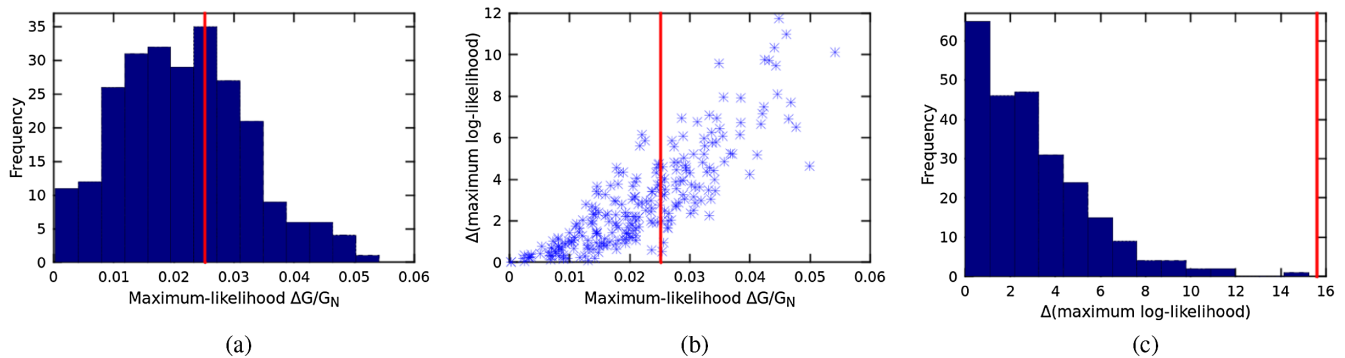 35
30
25
20
15
10
5
0
Frequency
0 0.01 0.02 0.03 0.04 0.05 0.06
Maximum-likelihood ΔG/G_N
(a)
12
10
8
6
4
2
0
Δ(maximum log-likelihood)
0 0.01 0.02 0.03 0.04 0.05 0.06
Maximum-likelihood ΔG/G_N
(b)
60
50
40
30
20
10
0
Frequency
0 2 4 6 8 10 12 14 16
Δ(maximum log-likelihood)
(c)